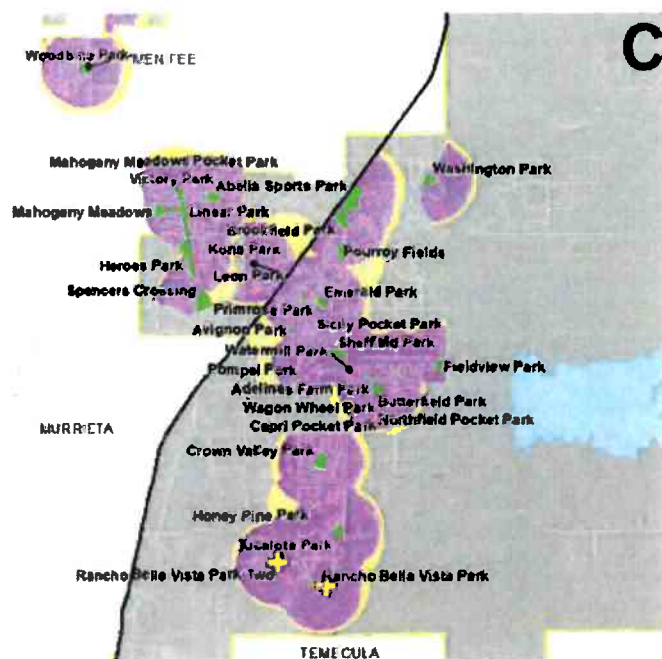 C
Woodbine Park
MENIFEE
Mahogany Meadows Pocket Park
Victory Park
Abelia Sports Park
Washington Park
Mahogany Meadows
Linear Park
Brookfield Park
Kona Park
Pourroy Fields
Heroes Park
Leon Park
Spencers Crossing
Emerald Park
Primrose Park
Sicily Pocket Park
Avignon Park
Sheffield Park
Watermill Park
Pompei Park
Fieldview Park
Adelines Farm Park
Butterfield Park
Wagon Wheel Park
MURRIETA
Capri Pocket Park
Northfield Pocket Park
Crown Valley Park
Honey Pine Park
Tucalota Park
Rancho Bella Vista Park Two
Rancho Bella Vista Park
TEMECULA